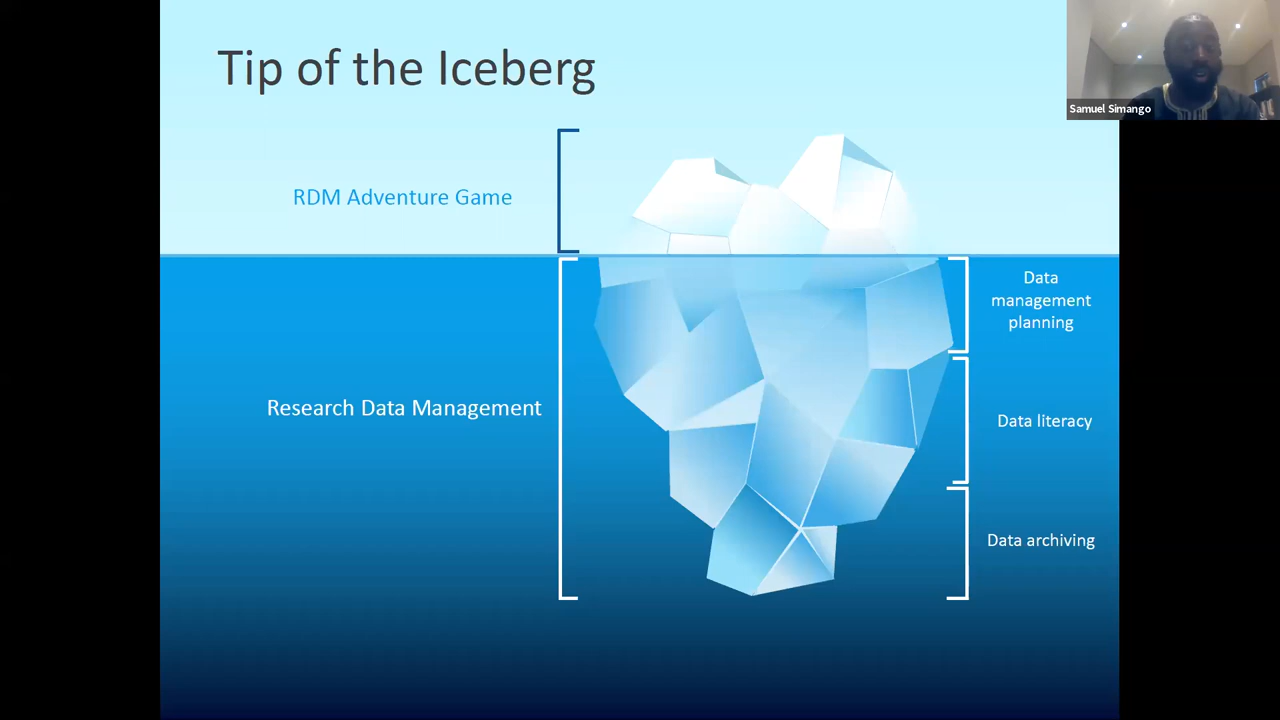 Tip of the Iceberg
Samuel Simango
RDM Adventure Game
Data
management
planning
Research Data Management
Data literacy
Data archiving